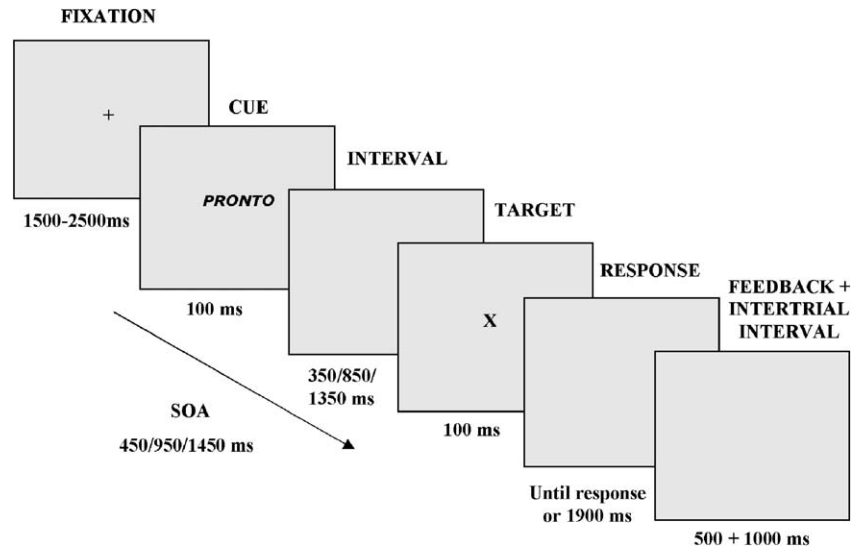 FIXATION
+
1500-2500ms
CUE
PRONTO
100 ms
INTERVAL
350/850/
1350 ms
TARGET
X
100 ms
RESPONSE
Until response
or 1900 ms
FEEDBACK +
INTERTRIAL
INTERVAL
500 + 1000 ms
SOA
450/950/1450 ms